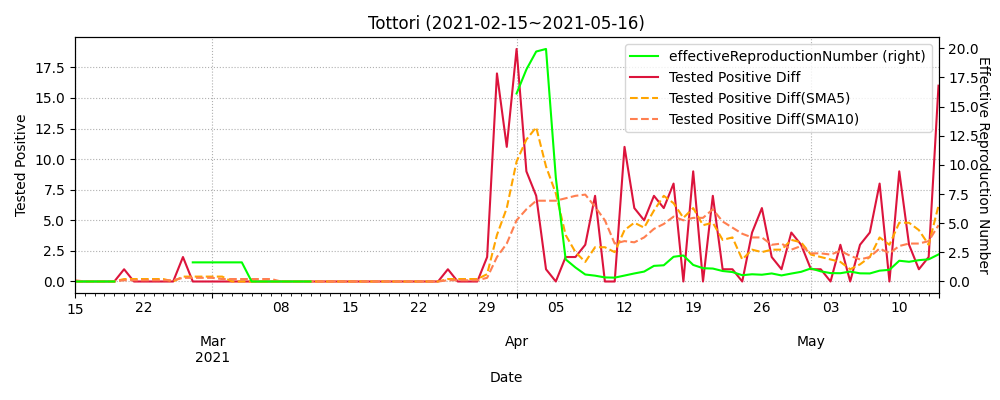 Tottori (2021-02-15~2021-05-16)
effectiveReproductionNumber (right)
Tested Positive Diff
Tested Positive Diff(SMA5)
Tested Positive Diff(SMA10)
Tested Positive
17.5
15.0
12.5
10.0
7.5
5.0
2.5
0.0
20.0
17.5
15.0
12.5
10.0
7.5
5.0
2.5
0.0
Effective Reproduction Number
15 22 08 15 22 29 05 12 19 26 03 10
Mar Apr May
2021
Date